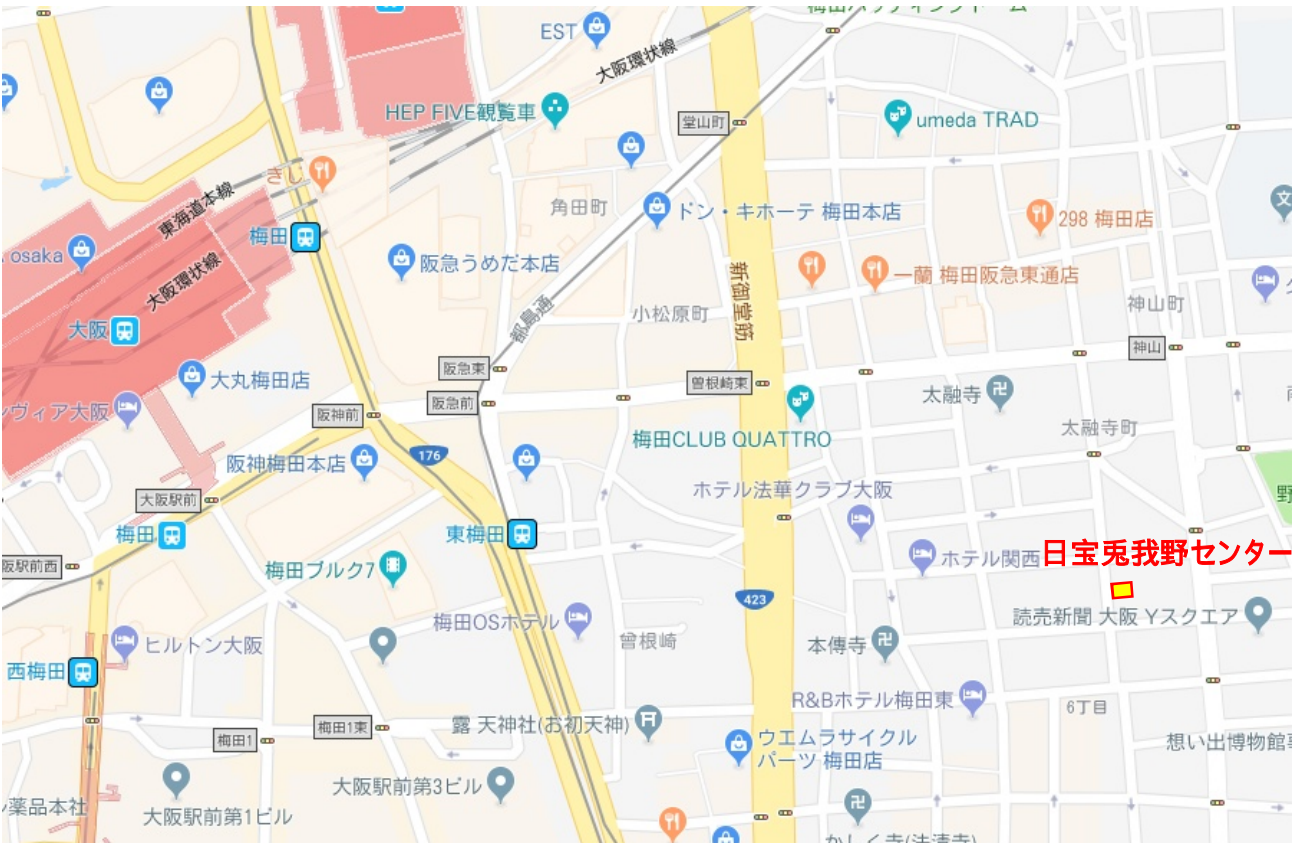 EST
大阪環状線
HEP FIVE観覧車
堂山町
umeda TRAD
きじ
東海道本線
角田町
ドン・キホーテ 梅田本店
298 梅田店
梅田
osaka
阪急うめだ本店
新御堂筋
一蘭 梅田阪急東通店
大阪環状線
都島通
小松原町
神山町
大阪
神山
阪急東
大丸梅田店
曽根崎東
太融寺
阪急前
ヴィア大阪
阪神前
梅田CLUB QUATTRO
太融寺町
阪神梅田本店
176
ホテル法華クラブ大阪
大阪駅前
野
梅田
東梅田
日宝兎我野センター
ホテル関西
阪駅前西
梅田ブルク7
423
読売新聞 大阪 Yスクエア
梅田OSホテル
曾根崎
本傳寺
ヒルトン大阪
西梅田
R&Bホテル梅田東
6丁目
梅田1東
露 天神社(お初天神)
梅田1
ウエムラサイクル
パーツ 梅田店
想い出博物館
大阪駅前第3ビル
薬品本社
大阪駅前第1ビル